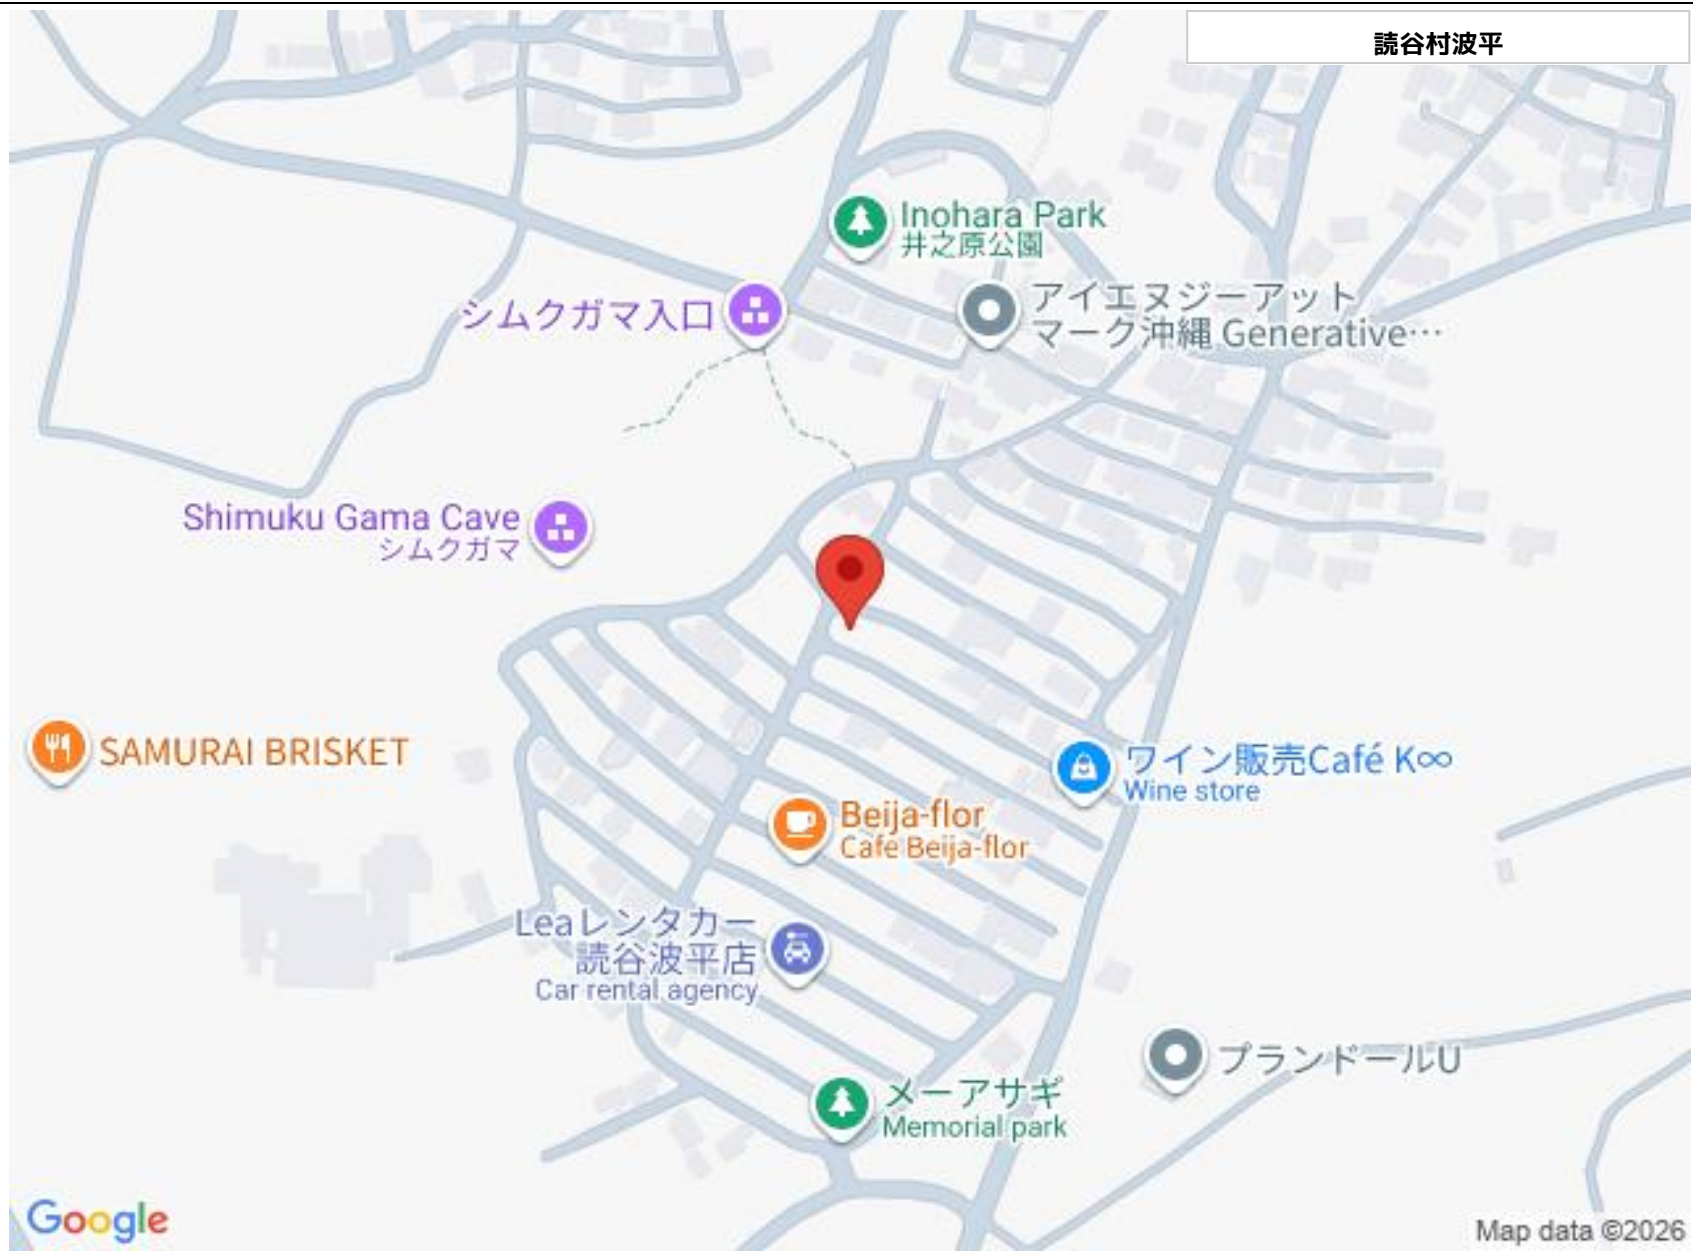 読谷村波平
Inohara Park
井之原公園
シムクガマ入口
アイエヌジーアット
マーク沖縄 Generative…
Shimuku Gama Cave
シムクガマ
SAMURAI BRISKET
ワイン販売Café K∞
Wine store
Beija-flor
Cafe Beija-flor
Leaレンタカー
読谷波平店
Car rental agency
プランドールU
メーアサギ
Memorial park
Google
Map data ©2026